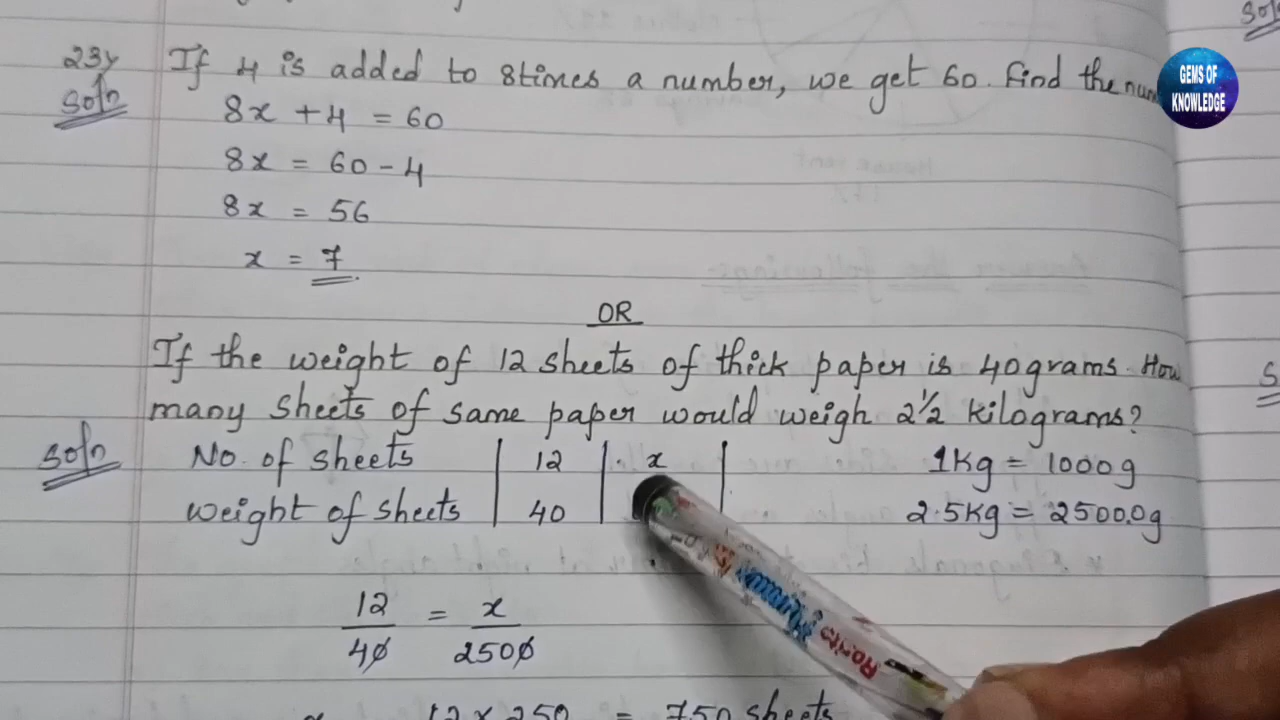 23y If 4 is added to 8times a number, we get 60. Find the
GEMS OF
KNOWLEDGE
Soln
8x + 4 = 60
8x = 60 - 4
8x = 56
x = 7
OR
If the weight of 12 sheets of thick paper is 40grams. How
many sheets of same paper would weigh 2½ kilograms?
Soln No. of sheets | 12 | x | 1Kg = 1000g
Weight of sheets | 40 | | 2.5Kg = 2500.0g
12/40 = x/2500
12 x 250 = 750 sheets